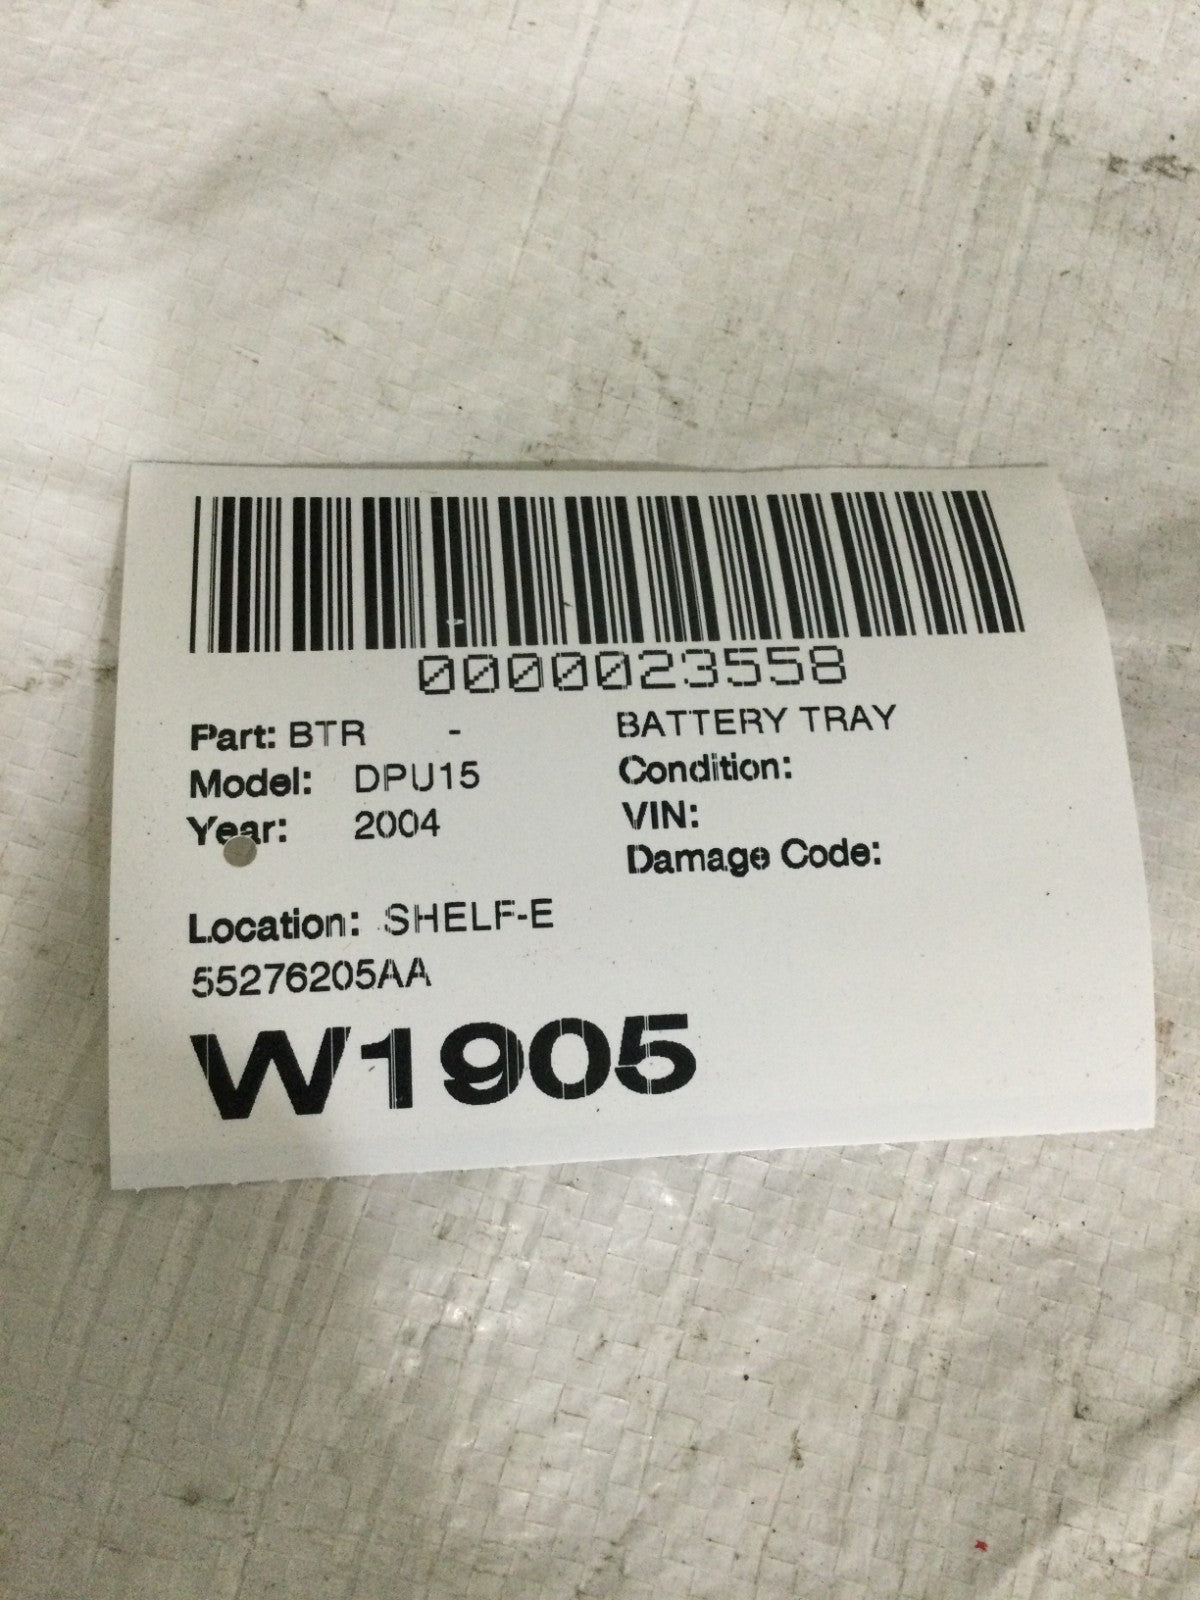 0000023558
Part: BTR - BATTERY TRAY
Model: DPU15 Condition:
Year: 2004 VIN:
Damage Code:
Location: SHELF-E
55276205AA
W1905